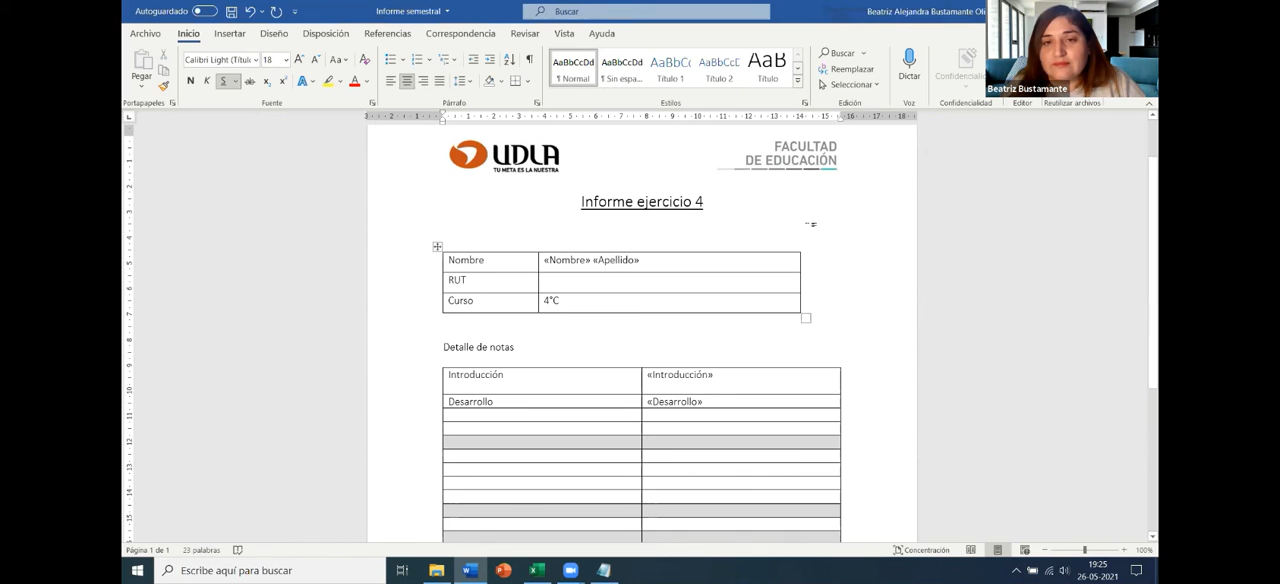 Autoguardado
Informe semestral
Buscar
Beatriz Alejandra Bustamante Oli
Archivo Inicio Insertar Diseño Disposición Referencias Correspondencia Revisar Vista Ayuda
Pegar
Calibri Light (Títul 18
N K S
Aa
AaBbCcDd AaBbCcDd AaBbCc AaBbCcD AaB
¶ Normal ¶ Sin espa... Título 1 Título 2 Título
Buscar
Reemplazar
Seleccionar
Dictar
Confidencialidad
Portapapeles Fuente Párrafo Estilos Edición Voz Confidencialidad Editor Reutilizar archivos
Beatriz Bustamante
UDLA
TU META ES LA NUESTRA
FACULTAD
DE EDUCACIÓN
Informe ejercicio 4
Nombre «Nombre» «Apellido»
RUT
Curso 4°C
Detalle de notas
Introducción «Introducción»
Desarrollo «Desarrollo»
Página 1 de 1 23 palabras
Concentración
100%
Escribe aquí para buscar
19:25
26-05-2021